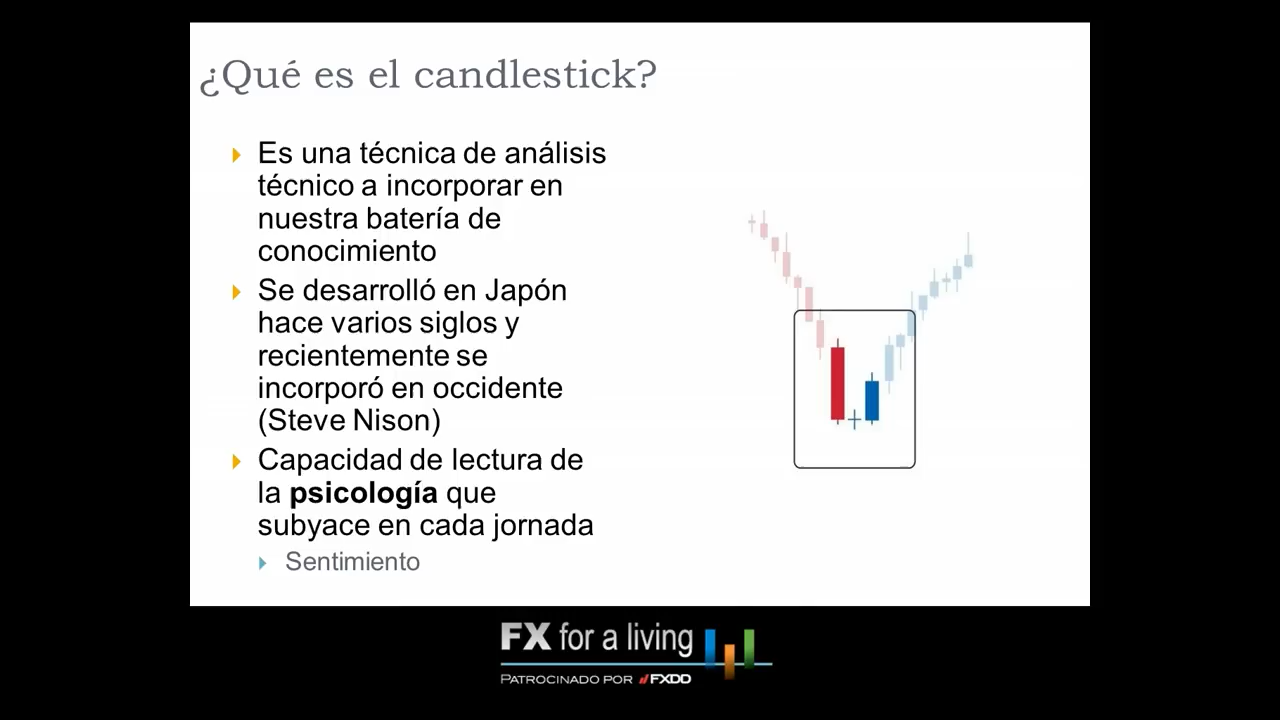 ¿Qué es el candlestick?
Es una técnica de análisis
técnico a incorporar en
nuestra batería de
conocimiento
Se desarrolló en Japón
hace varios siglos y
recientemente se
incorporó en occidente
(Steve Nison)
Capacidad de lectura de
la psicología que
subyace en cada jornada
Sentimiento
FX for a living
PATROCINADO POR FXDD